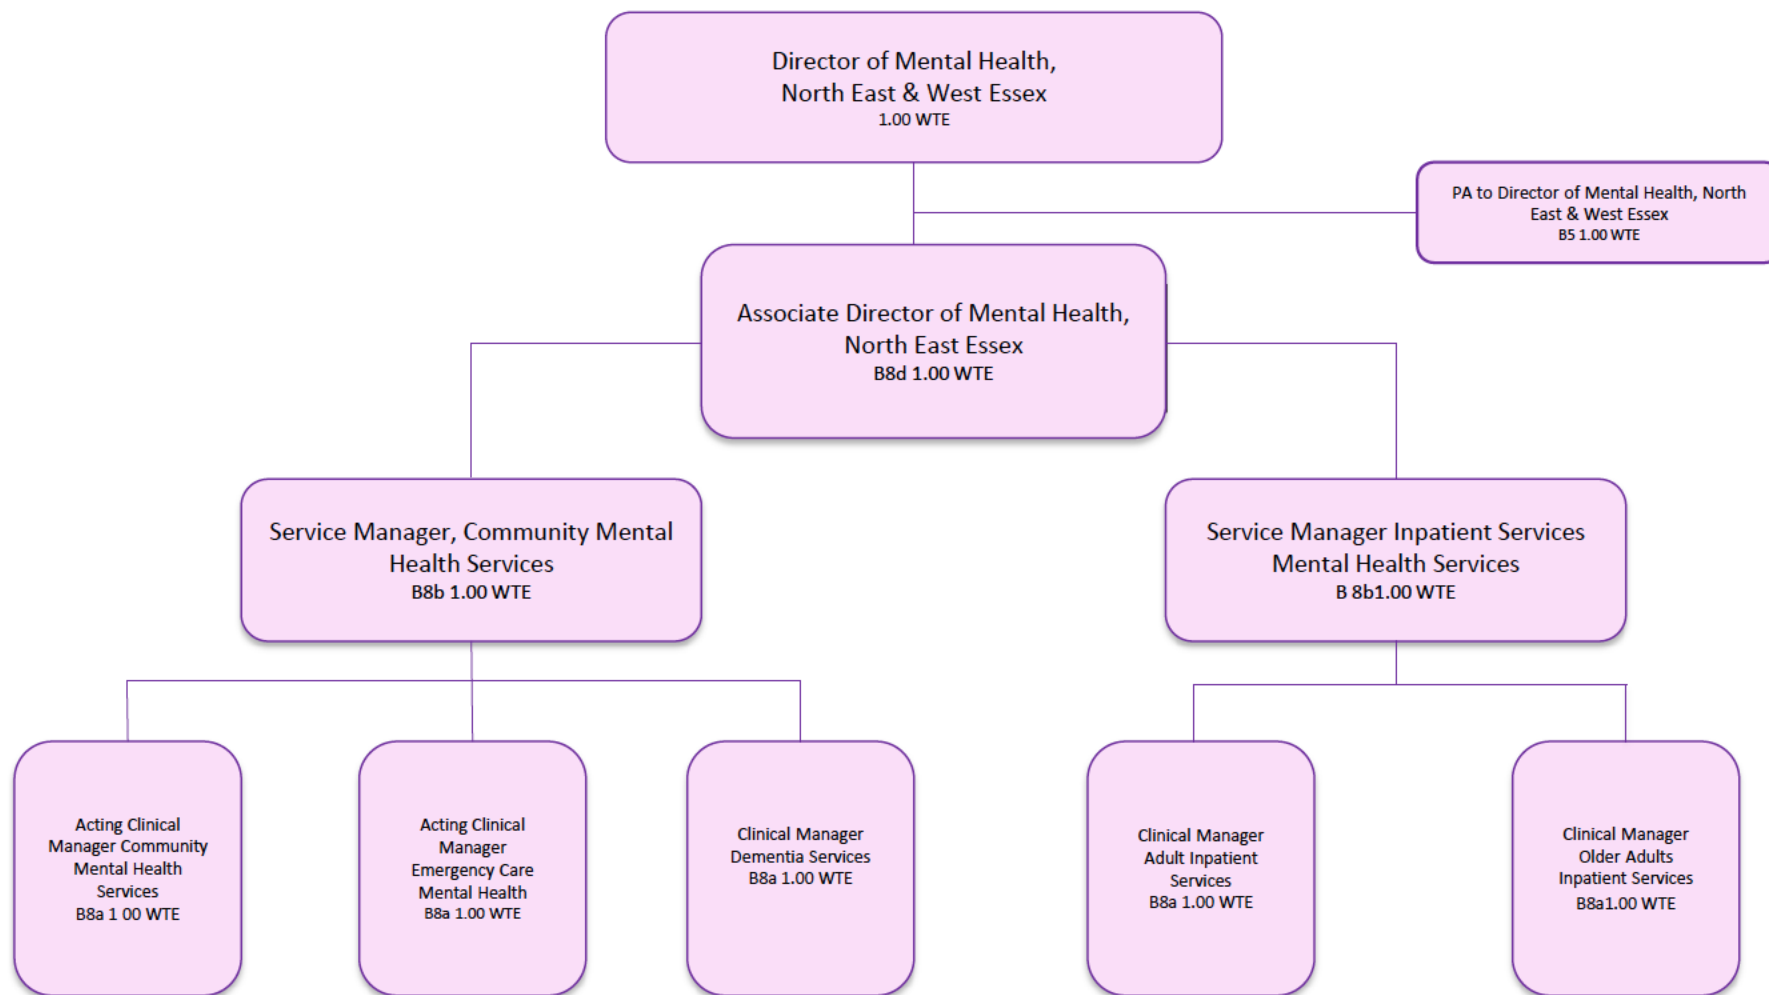 Director of Mental Health,
North East & West Essex
1.00 WTE
PA to Director of Mental Health, North
East & West Essex
B5 1.00 WTE
Associate Director of Mental Health,
North East Essex
B8d 1.00 WTE
Service Manager, Community Mental
Health Services
B8b 1.00 WTE
Service Manager Inpatient Services
Mental Health Services
B 8b1.00 WTE
Acting Clinical
Manager Community
Mental Health
Services
B8a 1 00 WTE
Acting Clinical
Manager
Emergency Care
Mental Health
B8a 1.00 WTE
Clinical Manager
Dementia Services
B8a 1.00 WTE
Clinical Manager
Adult Inpatient
Services
B8a 1.00 WTE
Clinical Manager
Older Adults
Inpatient Services
B8a1.00 WTE